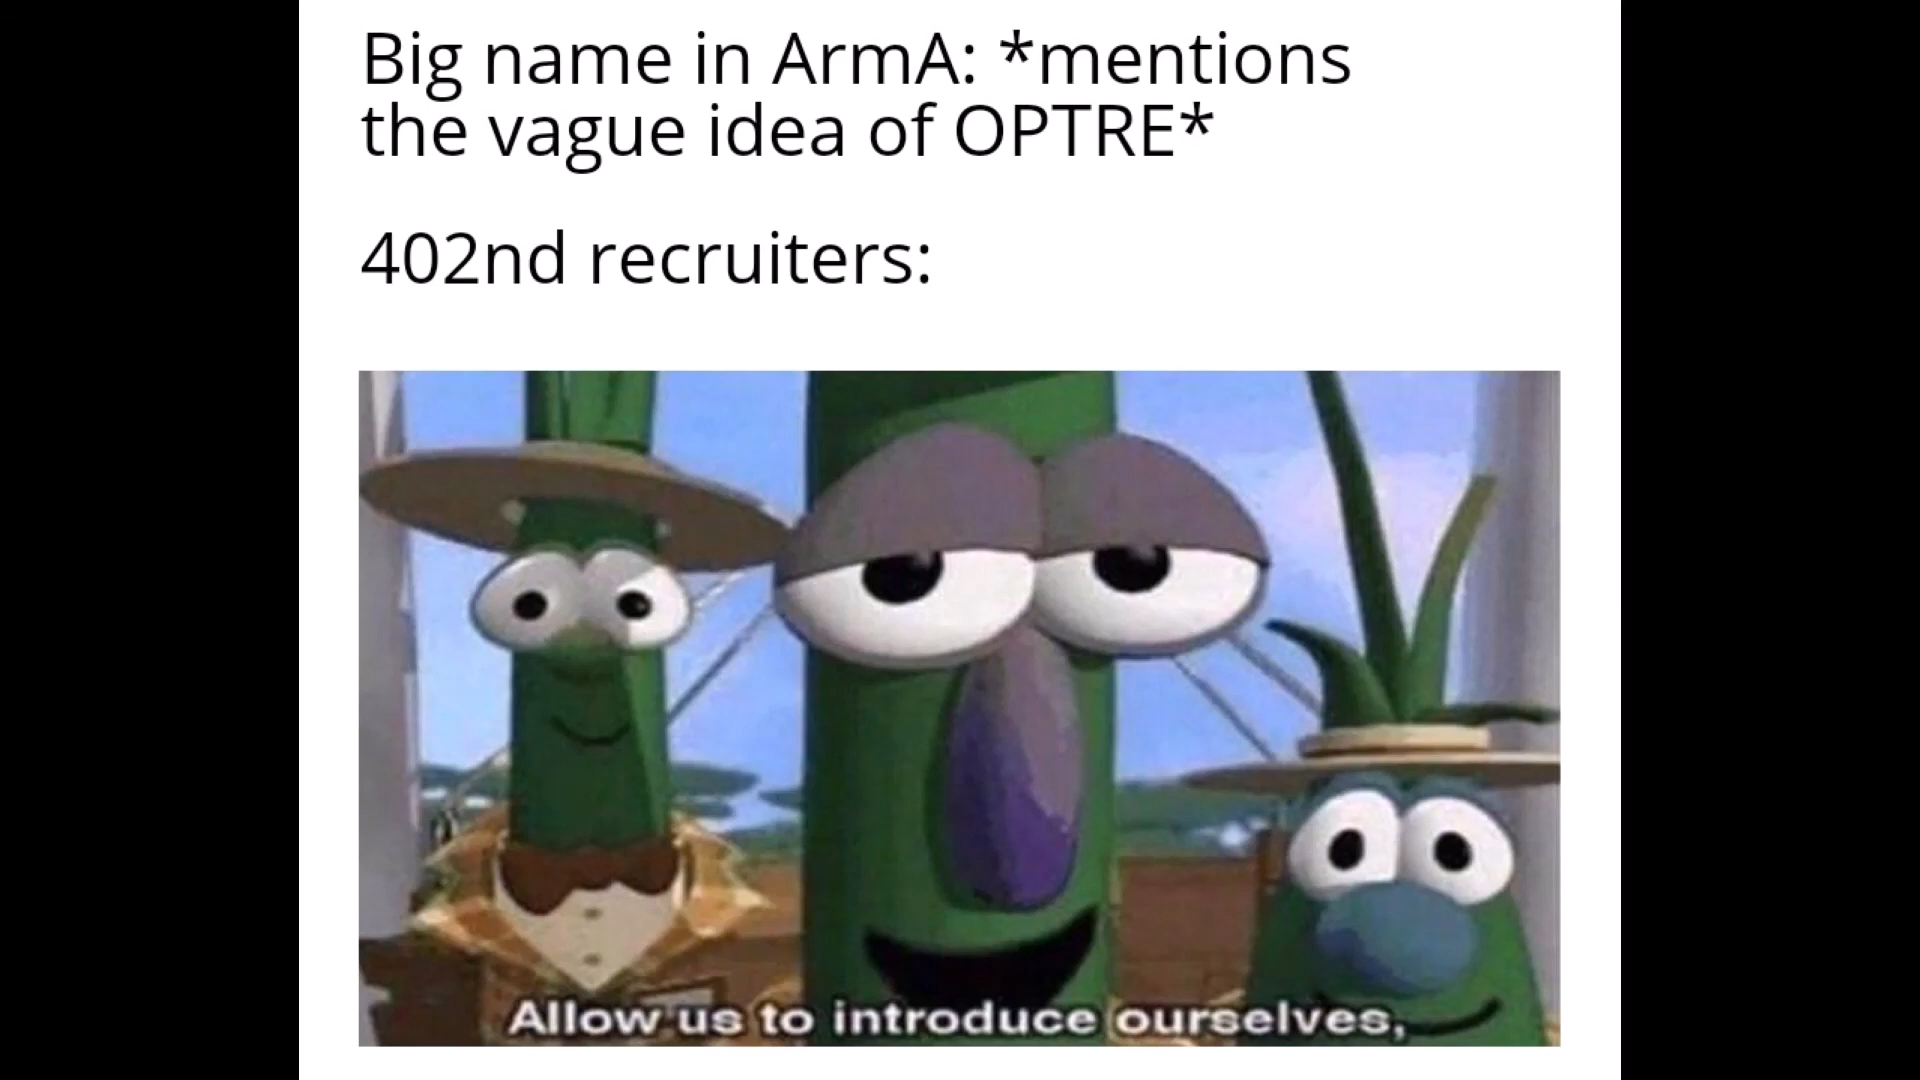 Big name in ArmA: *mentions
the vague idea of OPTRE*
402nd recruiters:
Allow us to introduce ourselves,